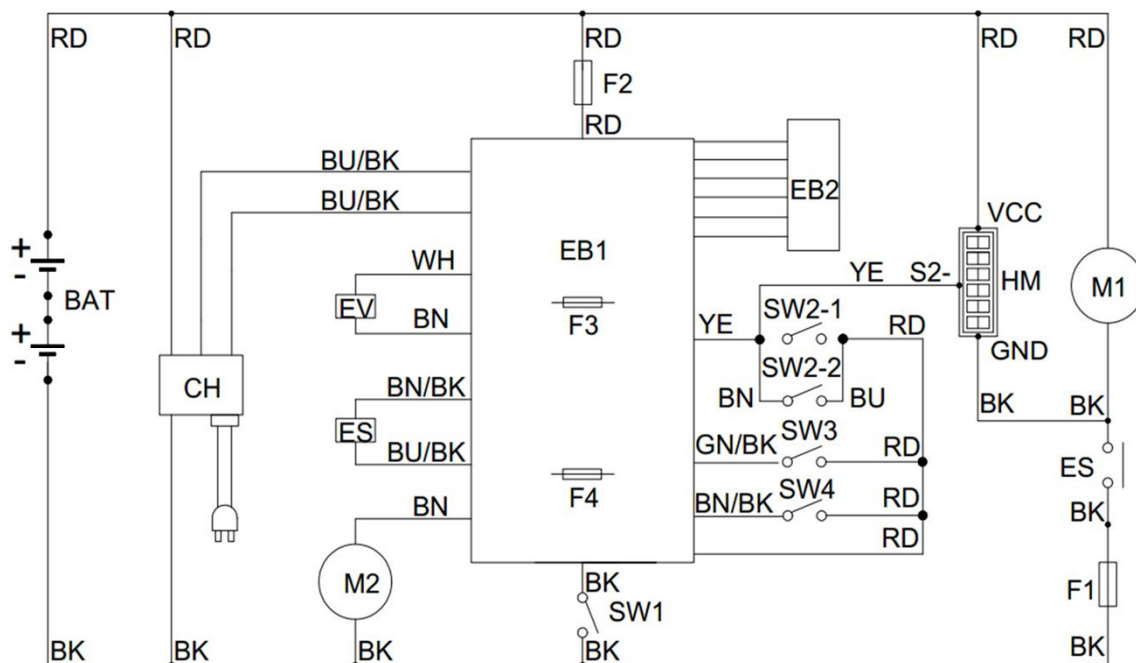 RD RD RD RD RD
F2
RD
BU/BK
EB2
BU/BK
VCC
+ WH EB1 YE S2- HM M1
- EV SW2-1
BAT F3 YE RD
+ BN GND
- SW2-2
CH BN/BK BN BU BK BK
ES GN/BK SW3 RD
BU/BK ES
F4 BN/BK SW4 RD
BN BK
RD
M2 BK F1
SW1
BK BK BK BK BK